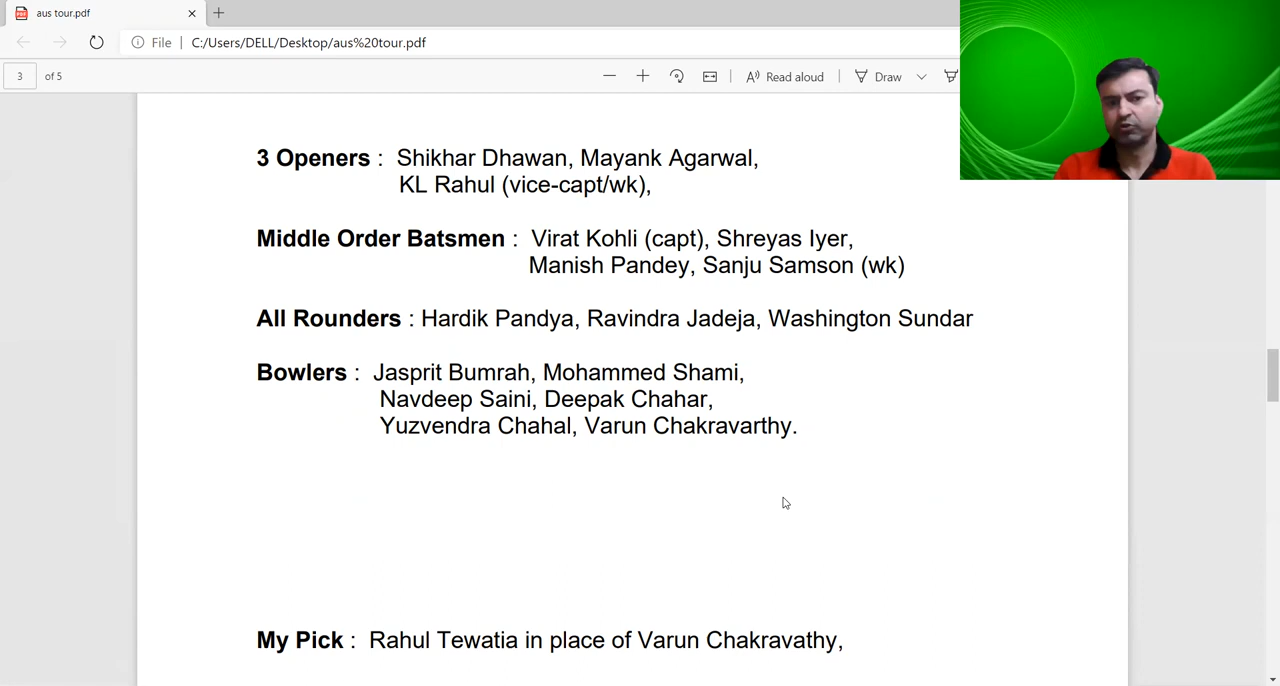 aus tour.pdf
File | C:/Users/DELL/Desktop/aus%20tour.pdf
3 of 5
Read aloud
Draw
3 Openers : Shikhar Dhawan, Mayank Agarwal,
KL Rahul (vice-capt/wk),
Middle Order Batsmen : Virat Kohli (capt), Shreyas Iyer,
Manish Pandey, Sanju Samson (wk)
All Rounders : Hardik Pandya, Ravindra Jadeja, Washington Sundar
Bowlers : Jasprit Bumrah, Mohammed Shami,
Navdeep Saini, Deepak Chahar,
Yuzvendra Chahal, Varun Chakravarthy.
My Pick : Rahul Tewatia in place of Varun Chakravathy,